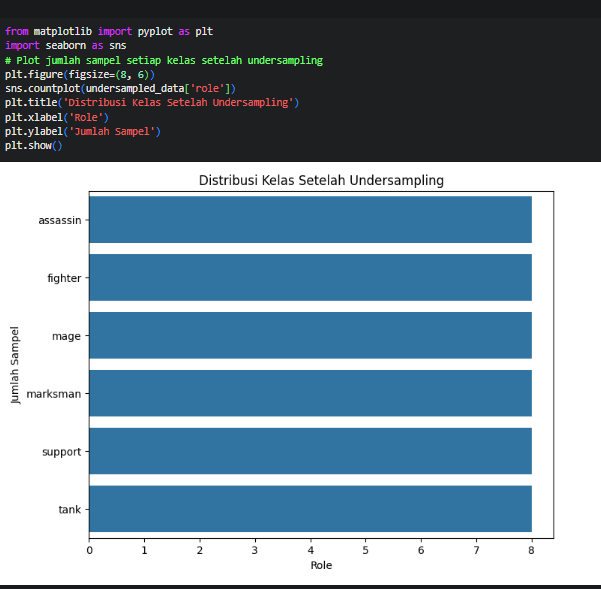 from matplotlib import pyplot as plt
import seaborn as sns
# Plot jumlah sampel setiap kelas setelah undersampling
plt.figure(figsize=(8, 6))
sns.countplot(undersampled_data['role'])
plt.title('Distribusi Kelas Setelah Undersampling')
plt.xlabel('Role')
plt.ylabel('Jumlah Sampel')
plt.show()
Distribusi Kelas Setelah Undersampling
Jumlah Sampel
assassin
fighter
mage
marksman
support
tank
0 1 2 3 4 5 6 7 8
Role